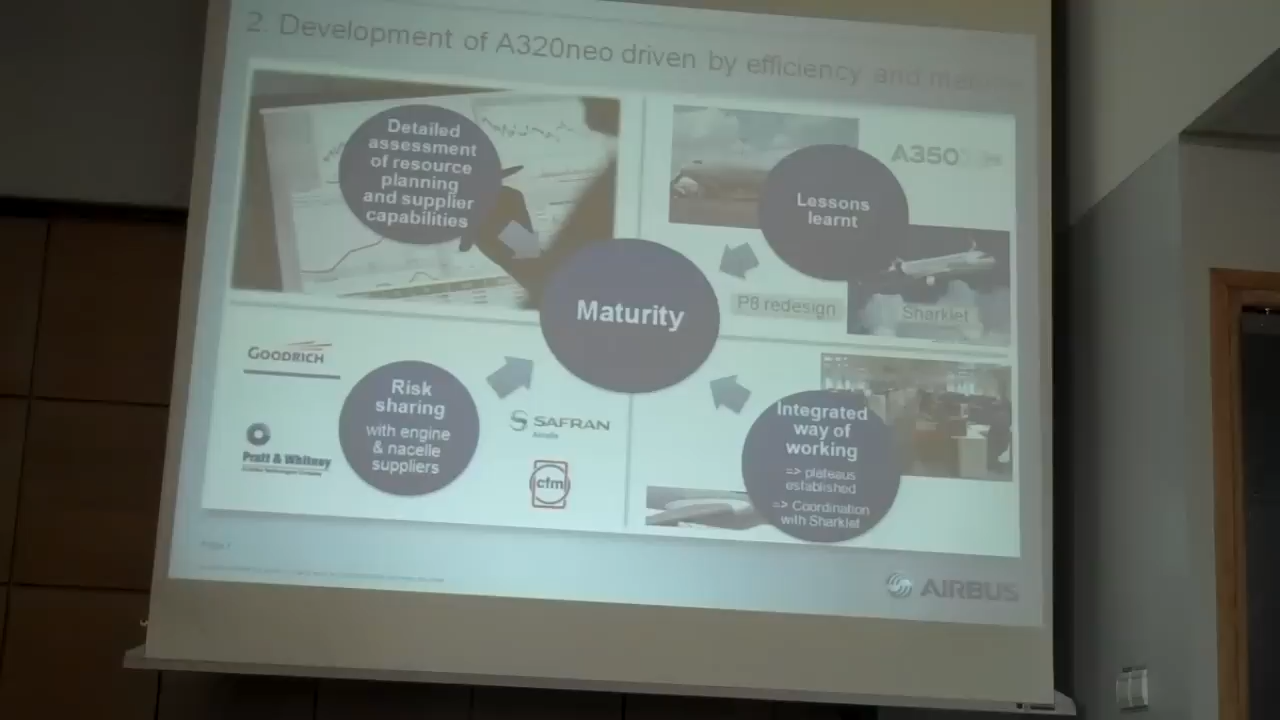 2. Development of A320neo driven by efficiency and
Detailed
assessment
of resource
planning
and supplier
capabilities
A350
Lessons
learnt
P8 redesign
Sharklet
Maturity
GOODRICH
Pratt & Whitney
Risk
sharing
with engine
& nacelle
suppliers
SAFRAN
cfm
Integrated
way of
working
=> plateaus
established
=> Coordination
with Sharklet
AIRBUS